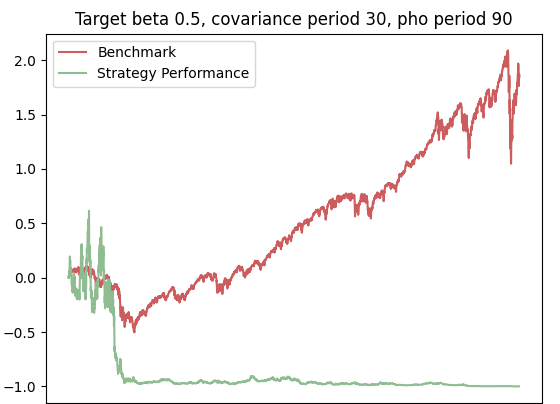 Target beta 0.5, covariance period 30, pho period 90
Benchmark
Strategy Performance
2.0
1.5
1.0
0.5
0.0
−0.5
−1.0